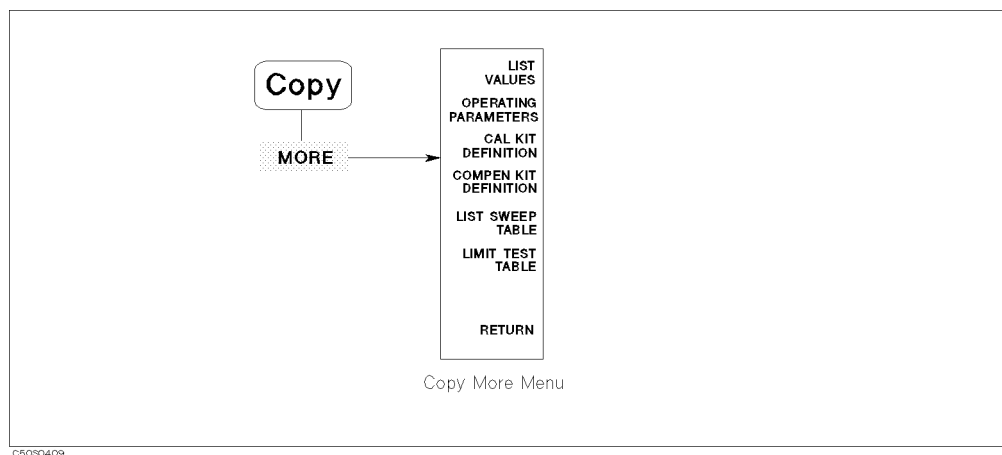 Copy
MORE
LIST
VALUES
OPERATING
PARAMETERS
CAL KIT
DEFINITION
COMPEN KIT
DEFINITION
LIST SWEEP
TABLE
LIMIT TEST
TABLE
RETURN
Copy More Menu
C50S0409